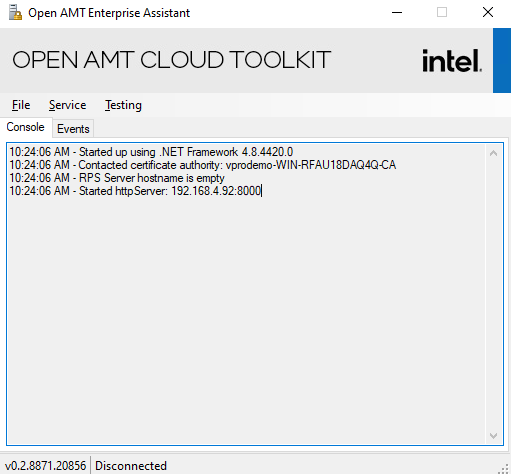 Open AMT Enterprise Assistant
OPEN AMT CLOUD TOOLKIT
intel.
File Service Testing
Console Events
10:24:06 AM - Started up using .NET Framework 4.8.4420.0
10:24:06 AM - Contacted certificate authority: vprodemo-WIN-RFAU18DAQ4Q-CA
10:24:06 AM - RPS Server hostname is empty
10:24:06 AM - Started httpServer: 192.168.4.92:8000
v0.2.8871.20856 Disconnected